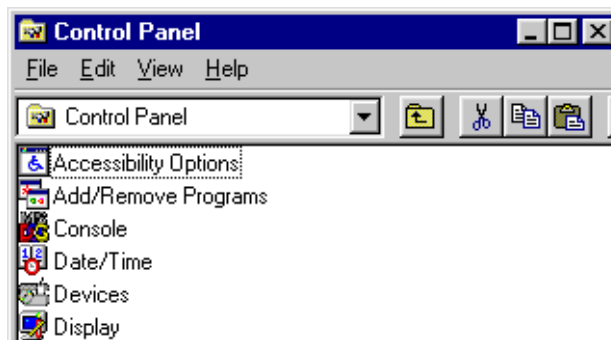 Control Panel
File Edit View Help
Control Panel
Accessibility Options
Add/Remove Programs
Console
Date/Time
Devices
Display